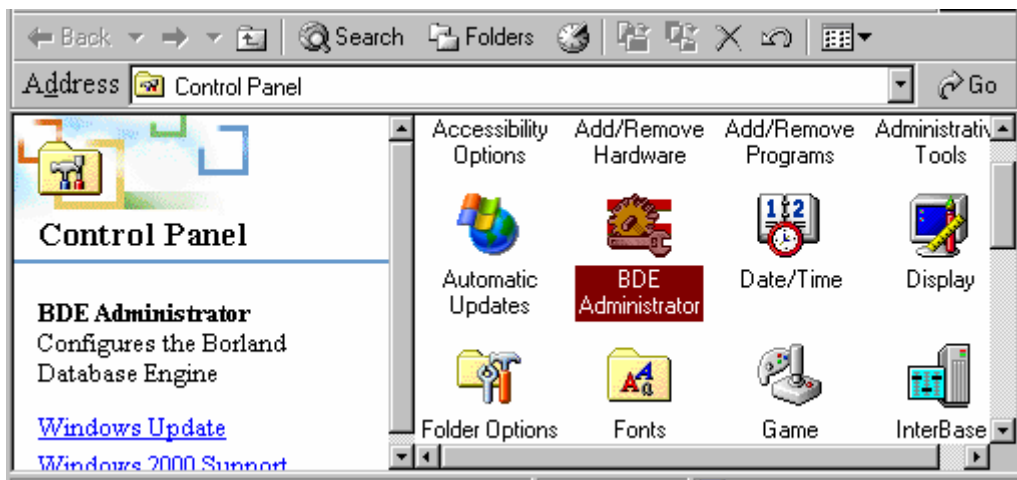 Back Search Folders
Address Control Panel Go
Control Panel
BDE Administrator
Configures the Borland
Database Engine
Windows Update
Windows 2000 Support
Accessibility Options
Add/Remove Hardware
Add/Remove Programs
Administrativ Tools
Automatic Updates
BDE Administrator
1 2
Date/Time
Display
Folder Options
Fonts
Game
InterBase